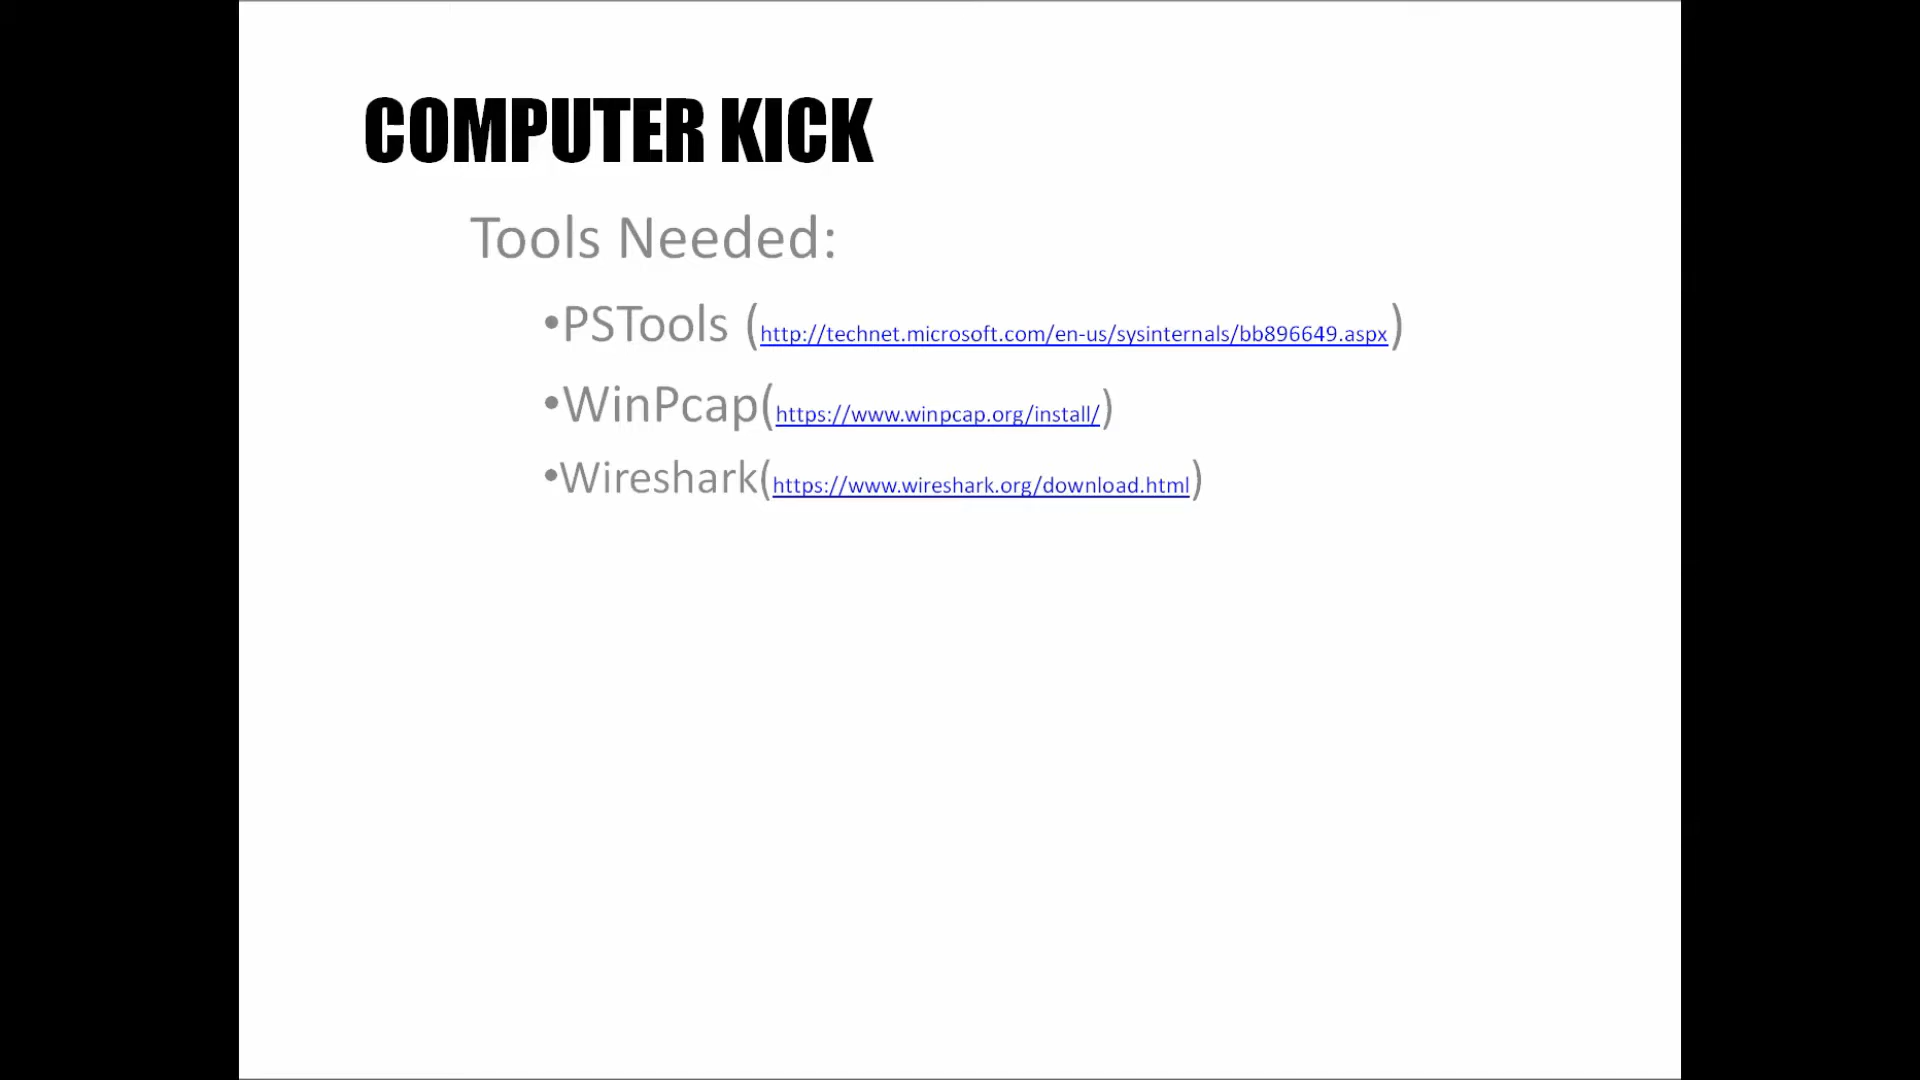 COMPUTER KICK
Tools Needed:
•PSTools (http://technet.microsoft.com/en-us/sysinternals/bb896649.aspx)
•WinPcap(https://www.winpcap.org/install/)
•Wireshark(https://www.wireshark.org/download.html)